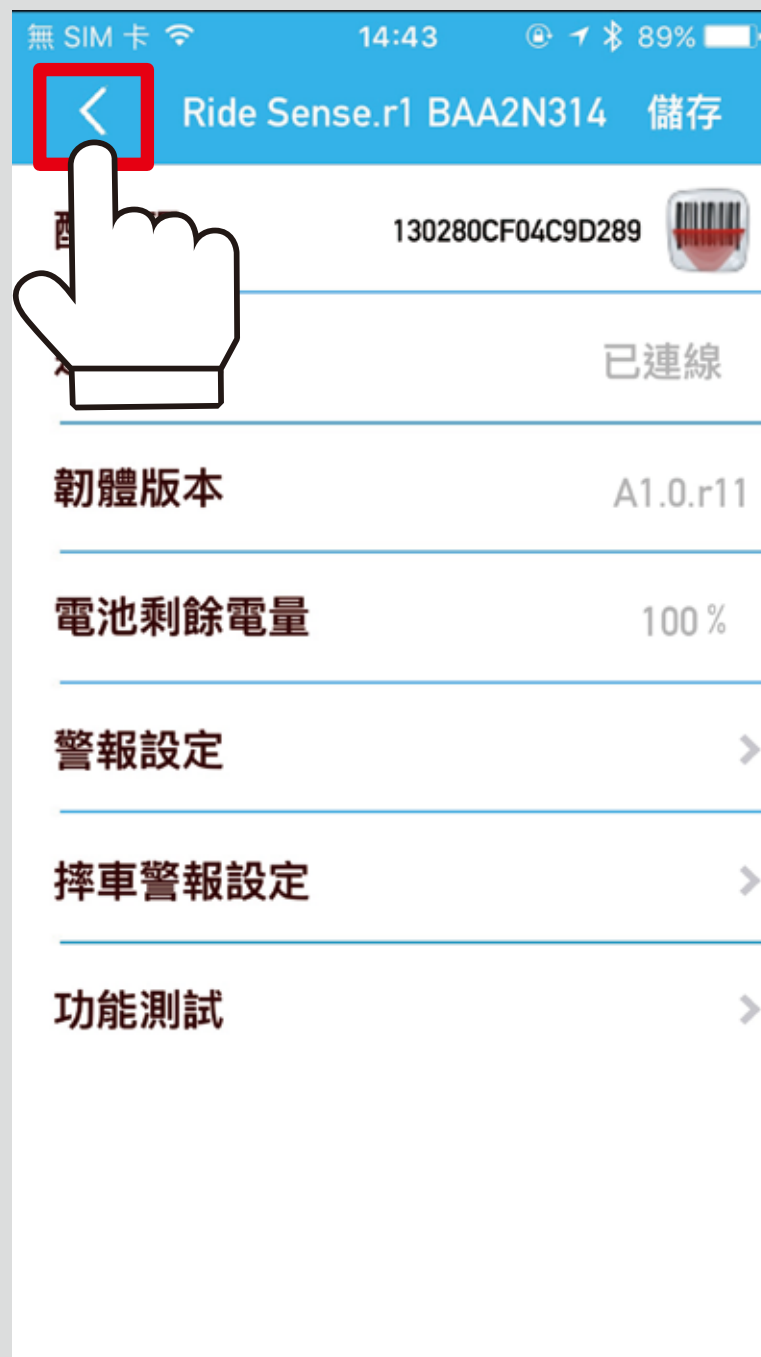 無 SIM 卡 14:43 89%
Ride Sense.r1 BAA2N314 儲存
130280CF04C9D289
已連線
韌體版本 A1.0.r11
電池剩餘電量 100%
警報設定
摔車警報設定
功能測試